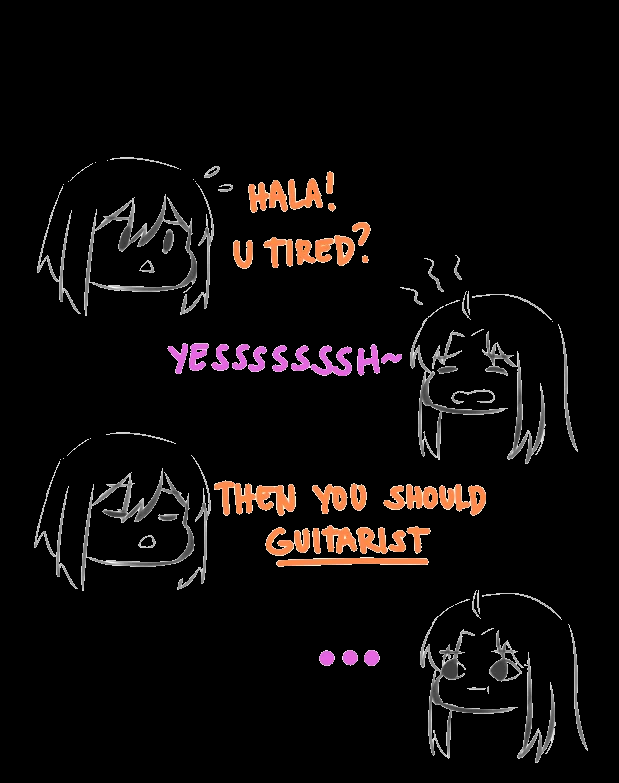 HALA!
U TIRED?
YESSSSSSSH~
THEN YOU SHOULD
GUITARIST
...